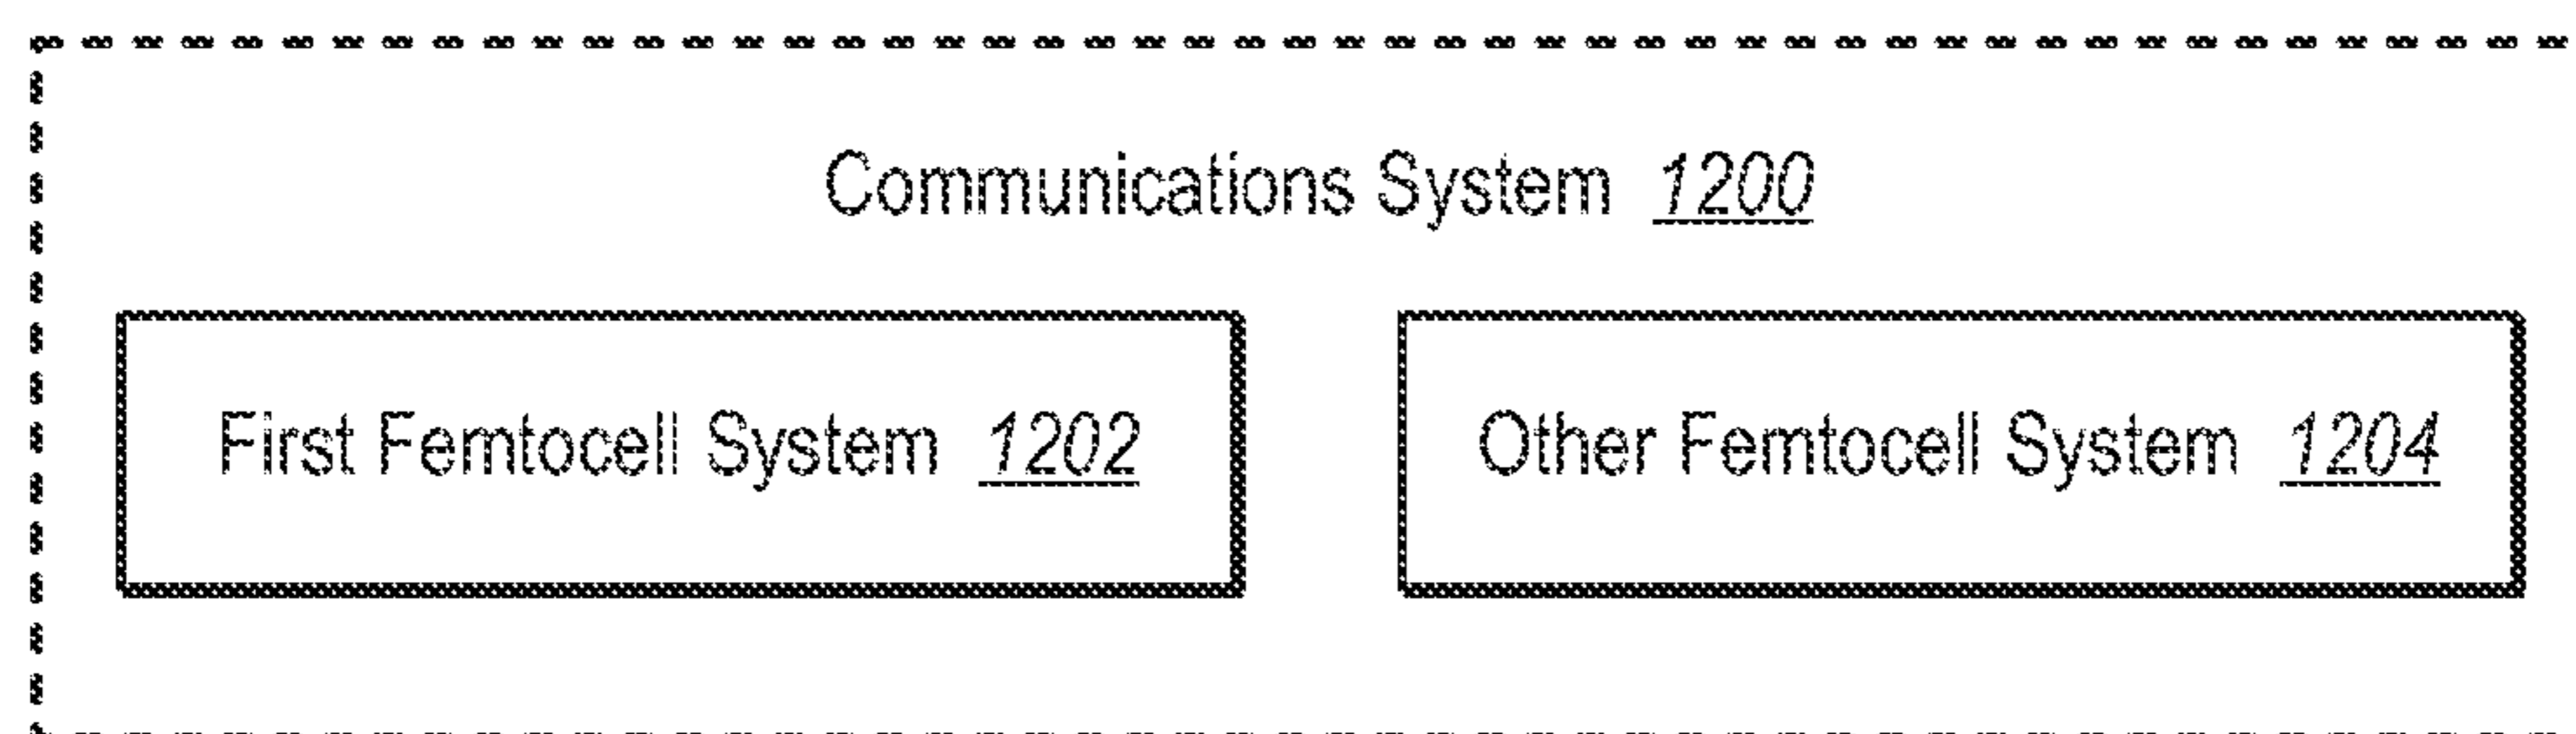 Communications System 1200
First Femtocell System 1202
Other Femtocell System 1204